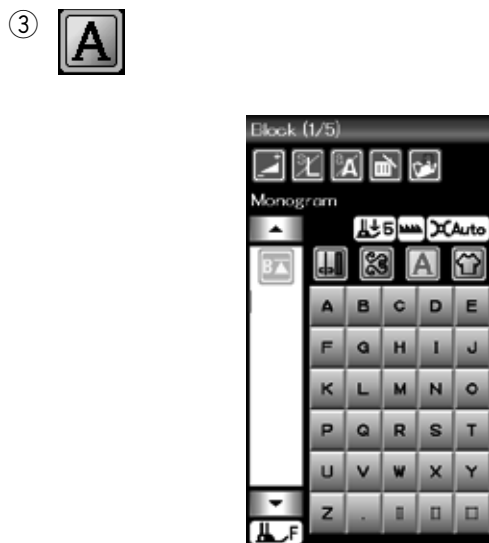 ③ A
Block (1/5)
L A
Monogram
5 Auto
B A
A B C D E
F G H I J
K L M N O
P Q R S T
U V W X Y
Z .
F